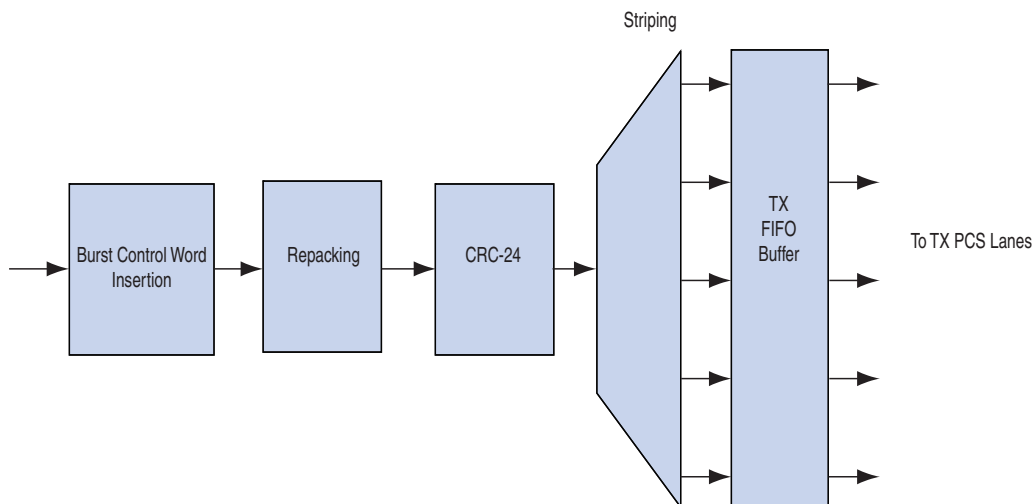 Striping
Burst Control Word
Insertion
Repacking
CRC-24
TX
FIFO
Buffer
To TX PCS Lanes